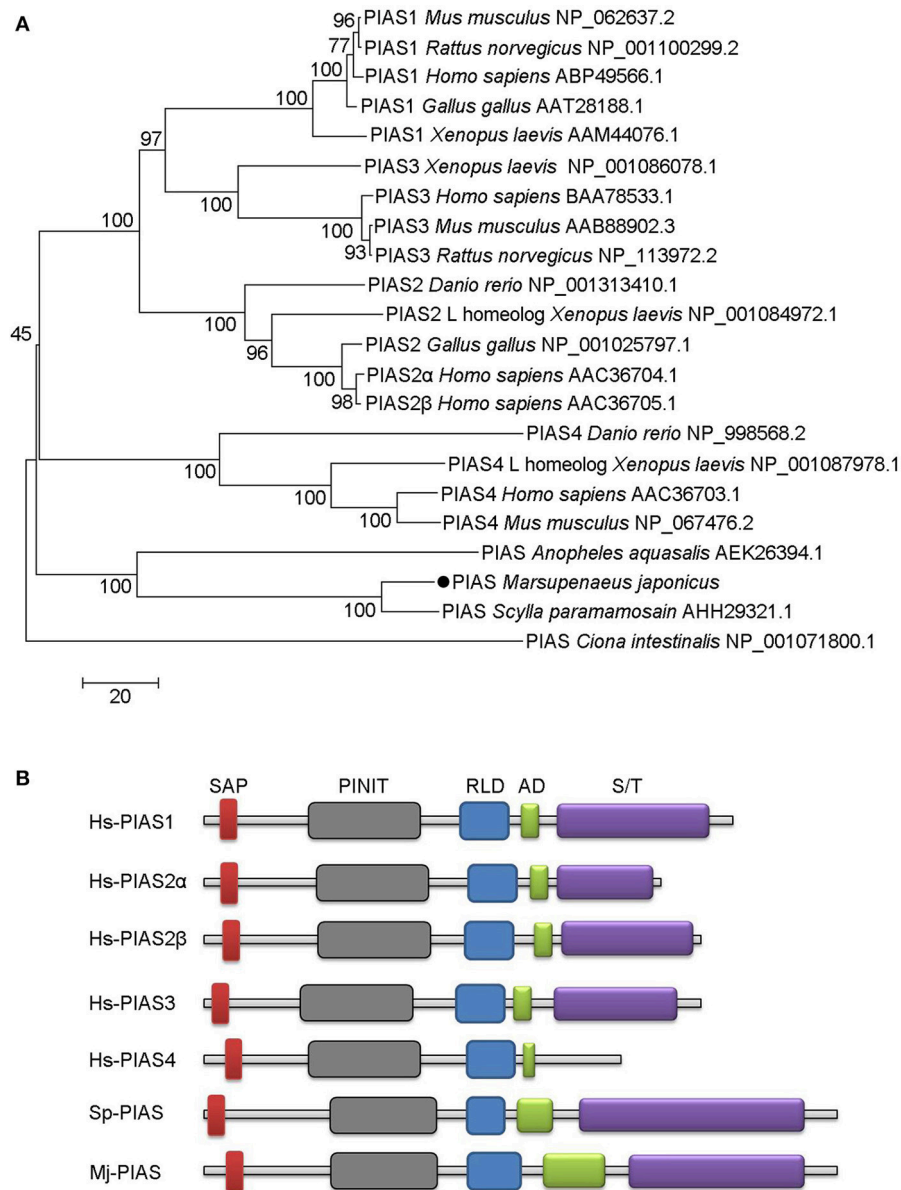 A
96
PIAS1 Mus musculus NP_062637.2
77
PIAS1 Rattus norvegicus NP_001100299.2
100
PIAS1 Homo sapiens ABP49566.1
100
PIAS1 Gallus gallus AAT28188.1
PIAS1 Xenopus laevis AAM44076.1
97
PIAS3 Xenopus laevis NP_001086078.1
100
PIAS3 Homo sapiens BAA78533.1
100
100
PIAS3 Mus musculus AAB88902.3
93
PIAS3 Rattus norvegicus NP_113972.2
PIAS2 Danio rerio NP_001313410.1
100
PIAS2 L homeolog Xenopus laevis NP_001084972.1
45
96
PIAS2 Gallus gallus NP_001025797.1
100
PIAS2α Homo sapiens AAC36704.1
98
PIAS2β Homo sapiens AAC36705.1
PIAS4 Danio rerio NP_998568.2
100
PIAS4 L homeolog Xenopus laevis NP_001087978.1
100
PIAS4 Homo sapiens AAC36703.1
100
PIAS4 Mus musculus NP_067476.2
PIAS Anopheles aquasalis AEK26394.1
100
PIAS Marsupenaeus japonicus
100
PIAS Scylla paramamosain AHH29321.1
PIAS Ciona intestinalis NP_001071800.1
20
B
SAP PINIT RLD AD S/T
Hs-PIAS1
Hs-PIAS2α
Hs-PIAS2β
Hs-PIAS3
Hs-PIAS4
Sp-PIAS
Mj-PIAS